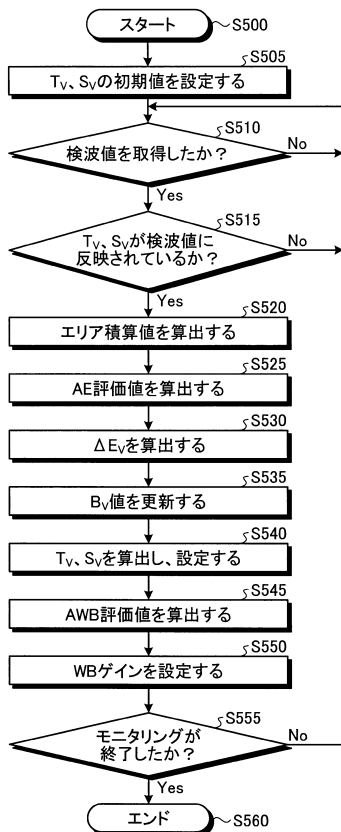 スタート
S500
S505
Tv、Svの初期値を設定する
S510
検波値を取得したか？
No
Yes
S515
Tv、Svが検波値に
反映されているか？
No
Yes
S520
エリア積算値を算出する
S525
AE評価値を算出する
S530
ΔEvを算出する
S535
Bv値を更新する
S540
Tv、Svを算出し、設定する
S545
AWB評価値を算出する
S550
WBゲインを設定する
S555
モニタリングが
終了したか？
No
Yes
エンド
S560